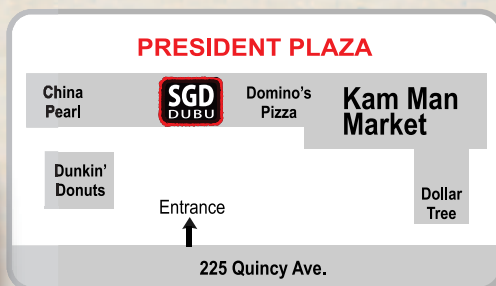 PRESIDENT PLAZA
China
Pearl
SGD
DUBU
Domino's
Pizza
Kam Man
Market
Dunkin'
Donuts
Entrance
Dollar
Tree
225 Quincy Ave.